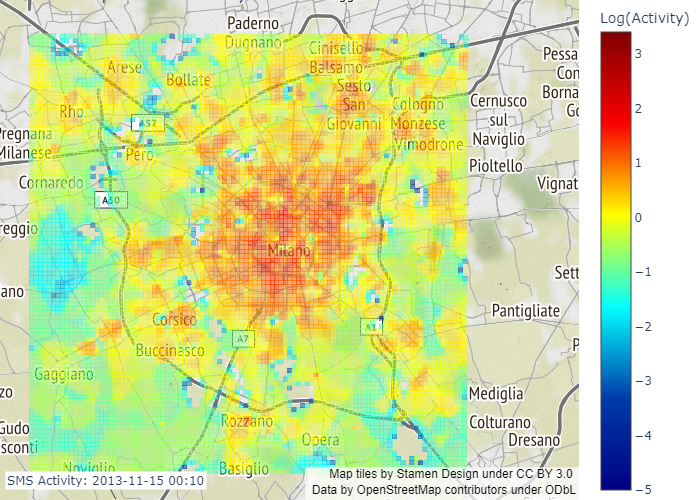 Log(Activity)
3
2
1
0
−1
−2
−3
−4
−5
Paderno
Dugnano
Cinisello
Balsamo
Arese
Bollate
Sesto
San
Giovanni
Rho
A52
Pero
Cologno
Monzese
Vimodrone
Cernusco
sul
Naviglio
Pioltello
Pessa
Con
Borna
Go
Vignat
Pregnana
Milanese
Cornaredo
A50
reggio
Milano
Sett
ano
Corsico
A7
A1
Pantigliate
Buccinasco
P
Gaggiano
zo
Mediglia
Gudo
sconti
Rozzano
Opera
Colturano
Dresano
Noviglio
Basiglio
SMS Activity: 2013-11-15 00:10
Map tiles by Stamen Design under CC BY 3.0
Data by OpenStreetMap contributors under ODbL